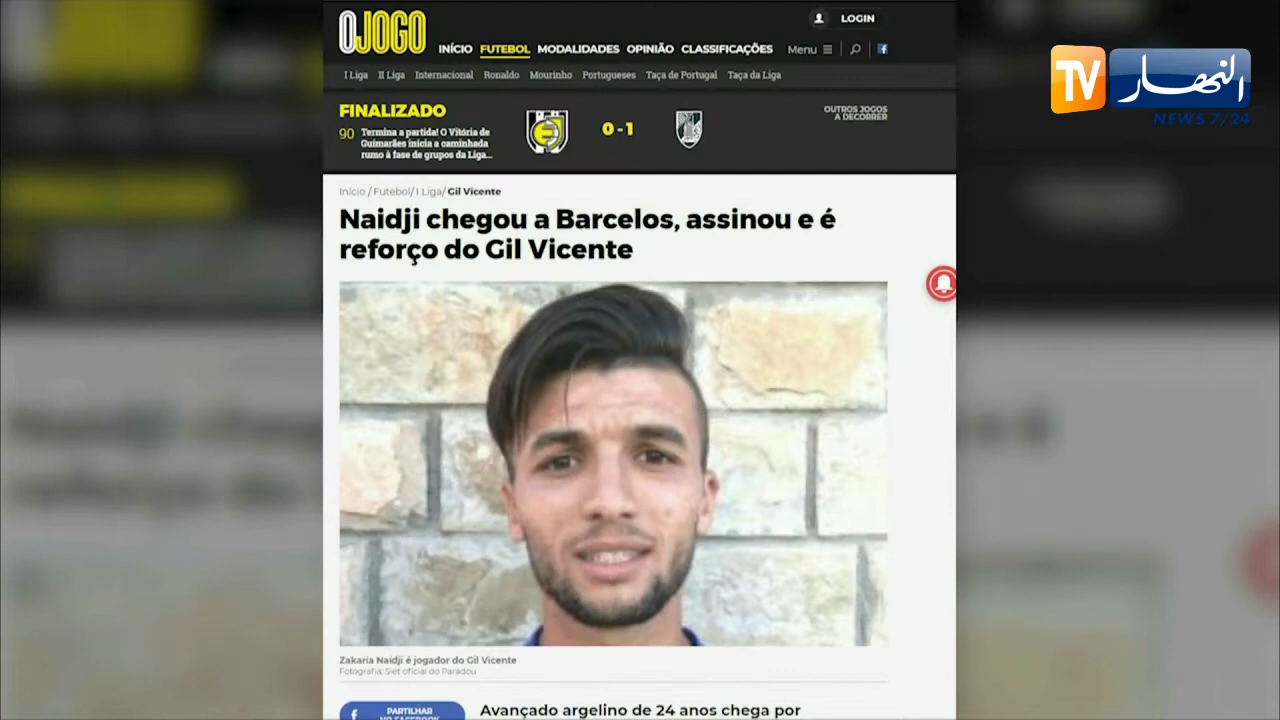 OJOGO
LOGIN
INÍCIO FUTEBOL MODALIDADES OPINIÃO CLASSIFICAÇÕES Menu
I Liga II Liga Internacional Ronaldo Mourinho Portugueses Taça de Portugal Taça da Liga
FINALIZADO
90 Termina a partida! O Vitória de
Guimarães inicia a caminhada
rumo à fase de grupos da Liga...
0 - 1
OUTROS JOGOS
A DECORRER
Início / Futebol/ I Liga/ Gil Vicente
Naidji chegou a Barcelos, assinou e é
reforço do Gil Vicente
Zakaria Naidji é jogador do Gil Vicente
Fotografia: Siet oficial do Paradou
f PARTILHAR
NO FACEBOOK
Avançado argelino de 24 anos chega por
TV النهار
NEWS 7/24